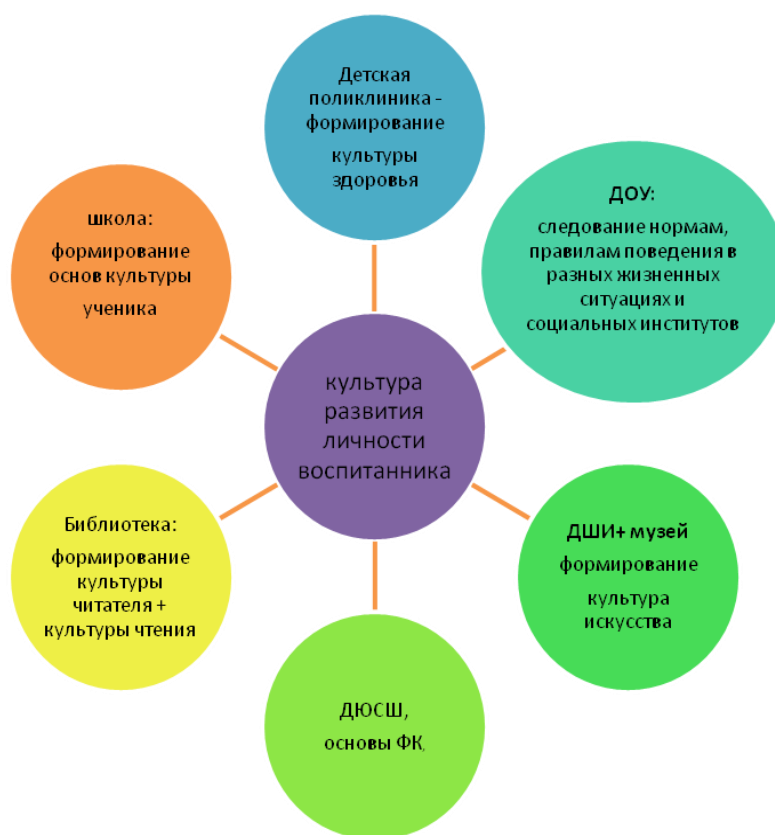 Детская
поликлиника -
формирование
культуры
здоровья
ДОУ:
следование нормам,
правилам поведения в
разных жизненных
ситуациях и
социальных институтов
школа:
формирование
основ культуры
ученика
культура
развития
личности
воспитанника
Библиотека:
формирование
культуры
читателя +
культуры чтения
ДШИ+ музей
формирование
культура
искусства
ДЮСШ,
основы ФК,